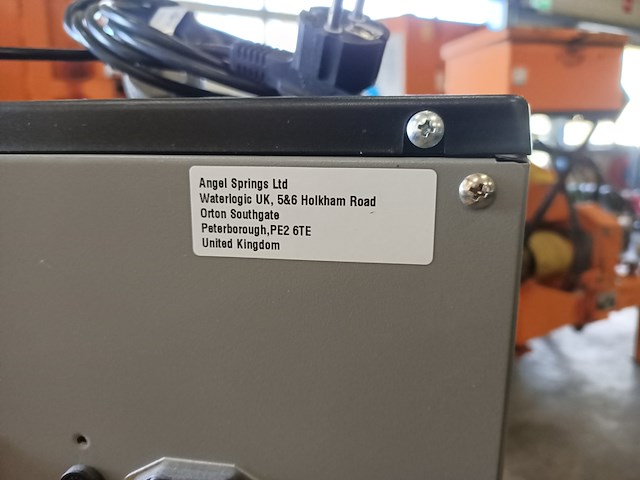 Angel Springs Ltd
Waterlogic UK, 5&6 Holkham Road
Orton Southgate
Peterborough,PE2 6TE
United Kingdom